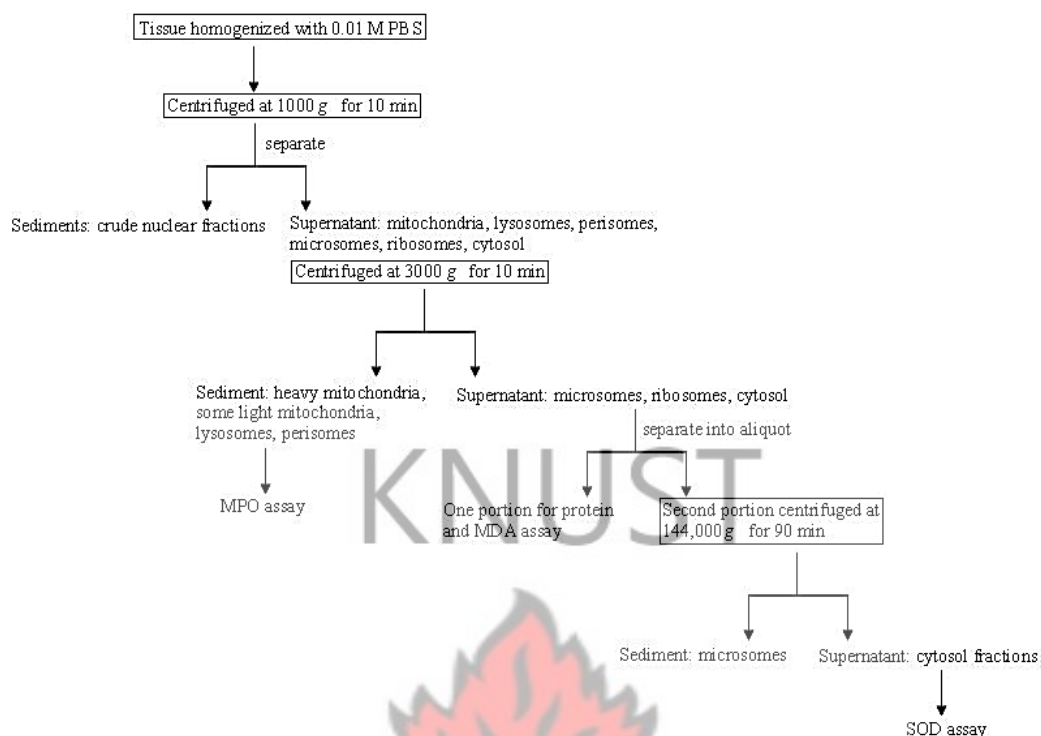 Tissue homogenized with 0.01 M PBS
Centrifuged at 1000 g for 10 min
separate
Sediments: crude nuclear fractions
Supernatant: mitochondria, lysosomes, perisomes,
microsomes, ribosomes, cytosol
Centrifuged at 3000 g for 10 min
Sediment: heavy mitochondria,
some light mitochondria,
lysosomes, perisomes
Supernatant: microsomes, ribosomes, cytosol
separate into aliquot
KNUST
MPO assay
One portion for protein
and MDA assay
Second portion centrifuged at
144,000 g for 90 min
Sediment: microsomes
Supernatant: cytosol fractions
SOD assay